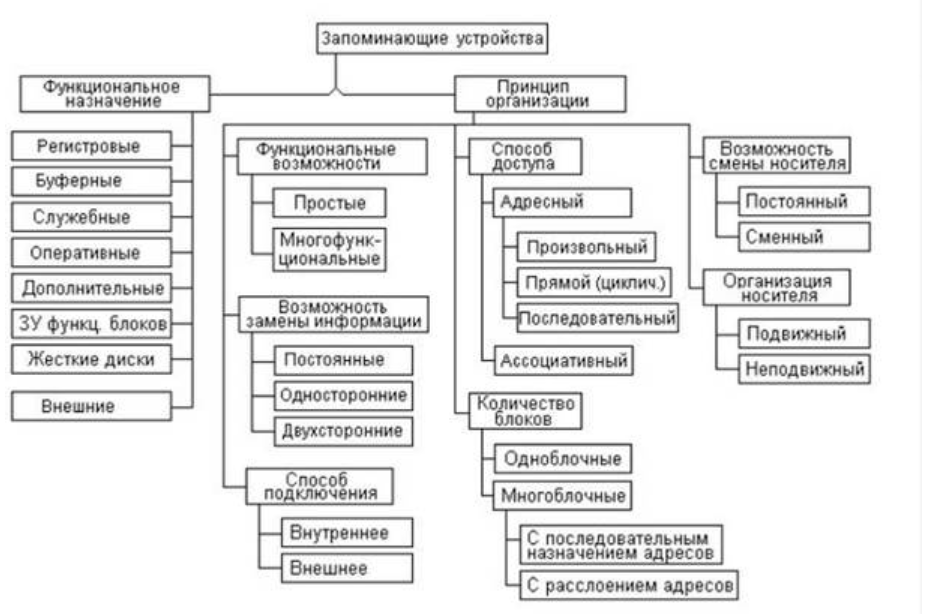 Запоминающие устройства
Функциональное
назначение
Регистровые
Буферные
Служебные
Оперативные
Дополнительные
ЗУ функц. блоков
Жесткие диски
Внешние
Принцип
организации
Функциональные
возможности
Простые
Многофунк-
циональные
Возможность
замены информации
Постоянные
Односторонние
Двухсторонние
Способ
подключения
Внутреннее
Внешнее
Способ
доступа
Адресный
Произвольный
Прямой (циклич.)
Последовательный
Ассоциативный
Количество
блоков
Одноблочные
Многоблочные
С последовательным
назначением адресов
С расслоением адресов
Возможность
смены носителя
Постоянный
Сменный
Организация
носителя
Подвижный
Неподвижный